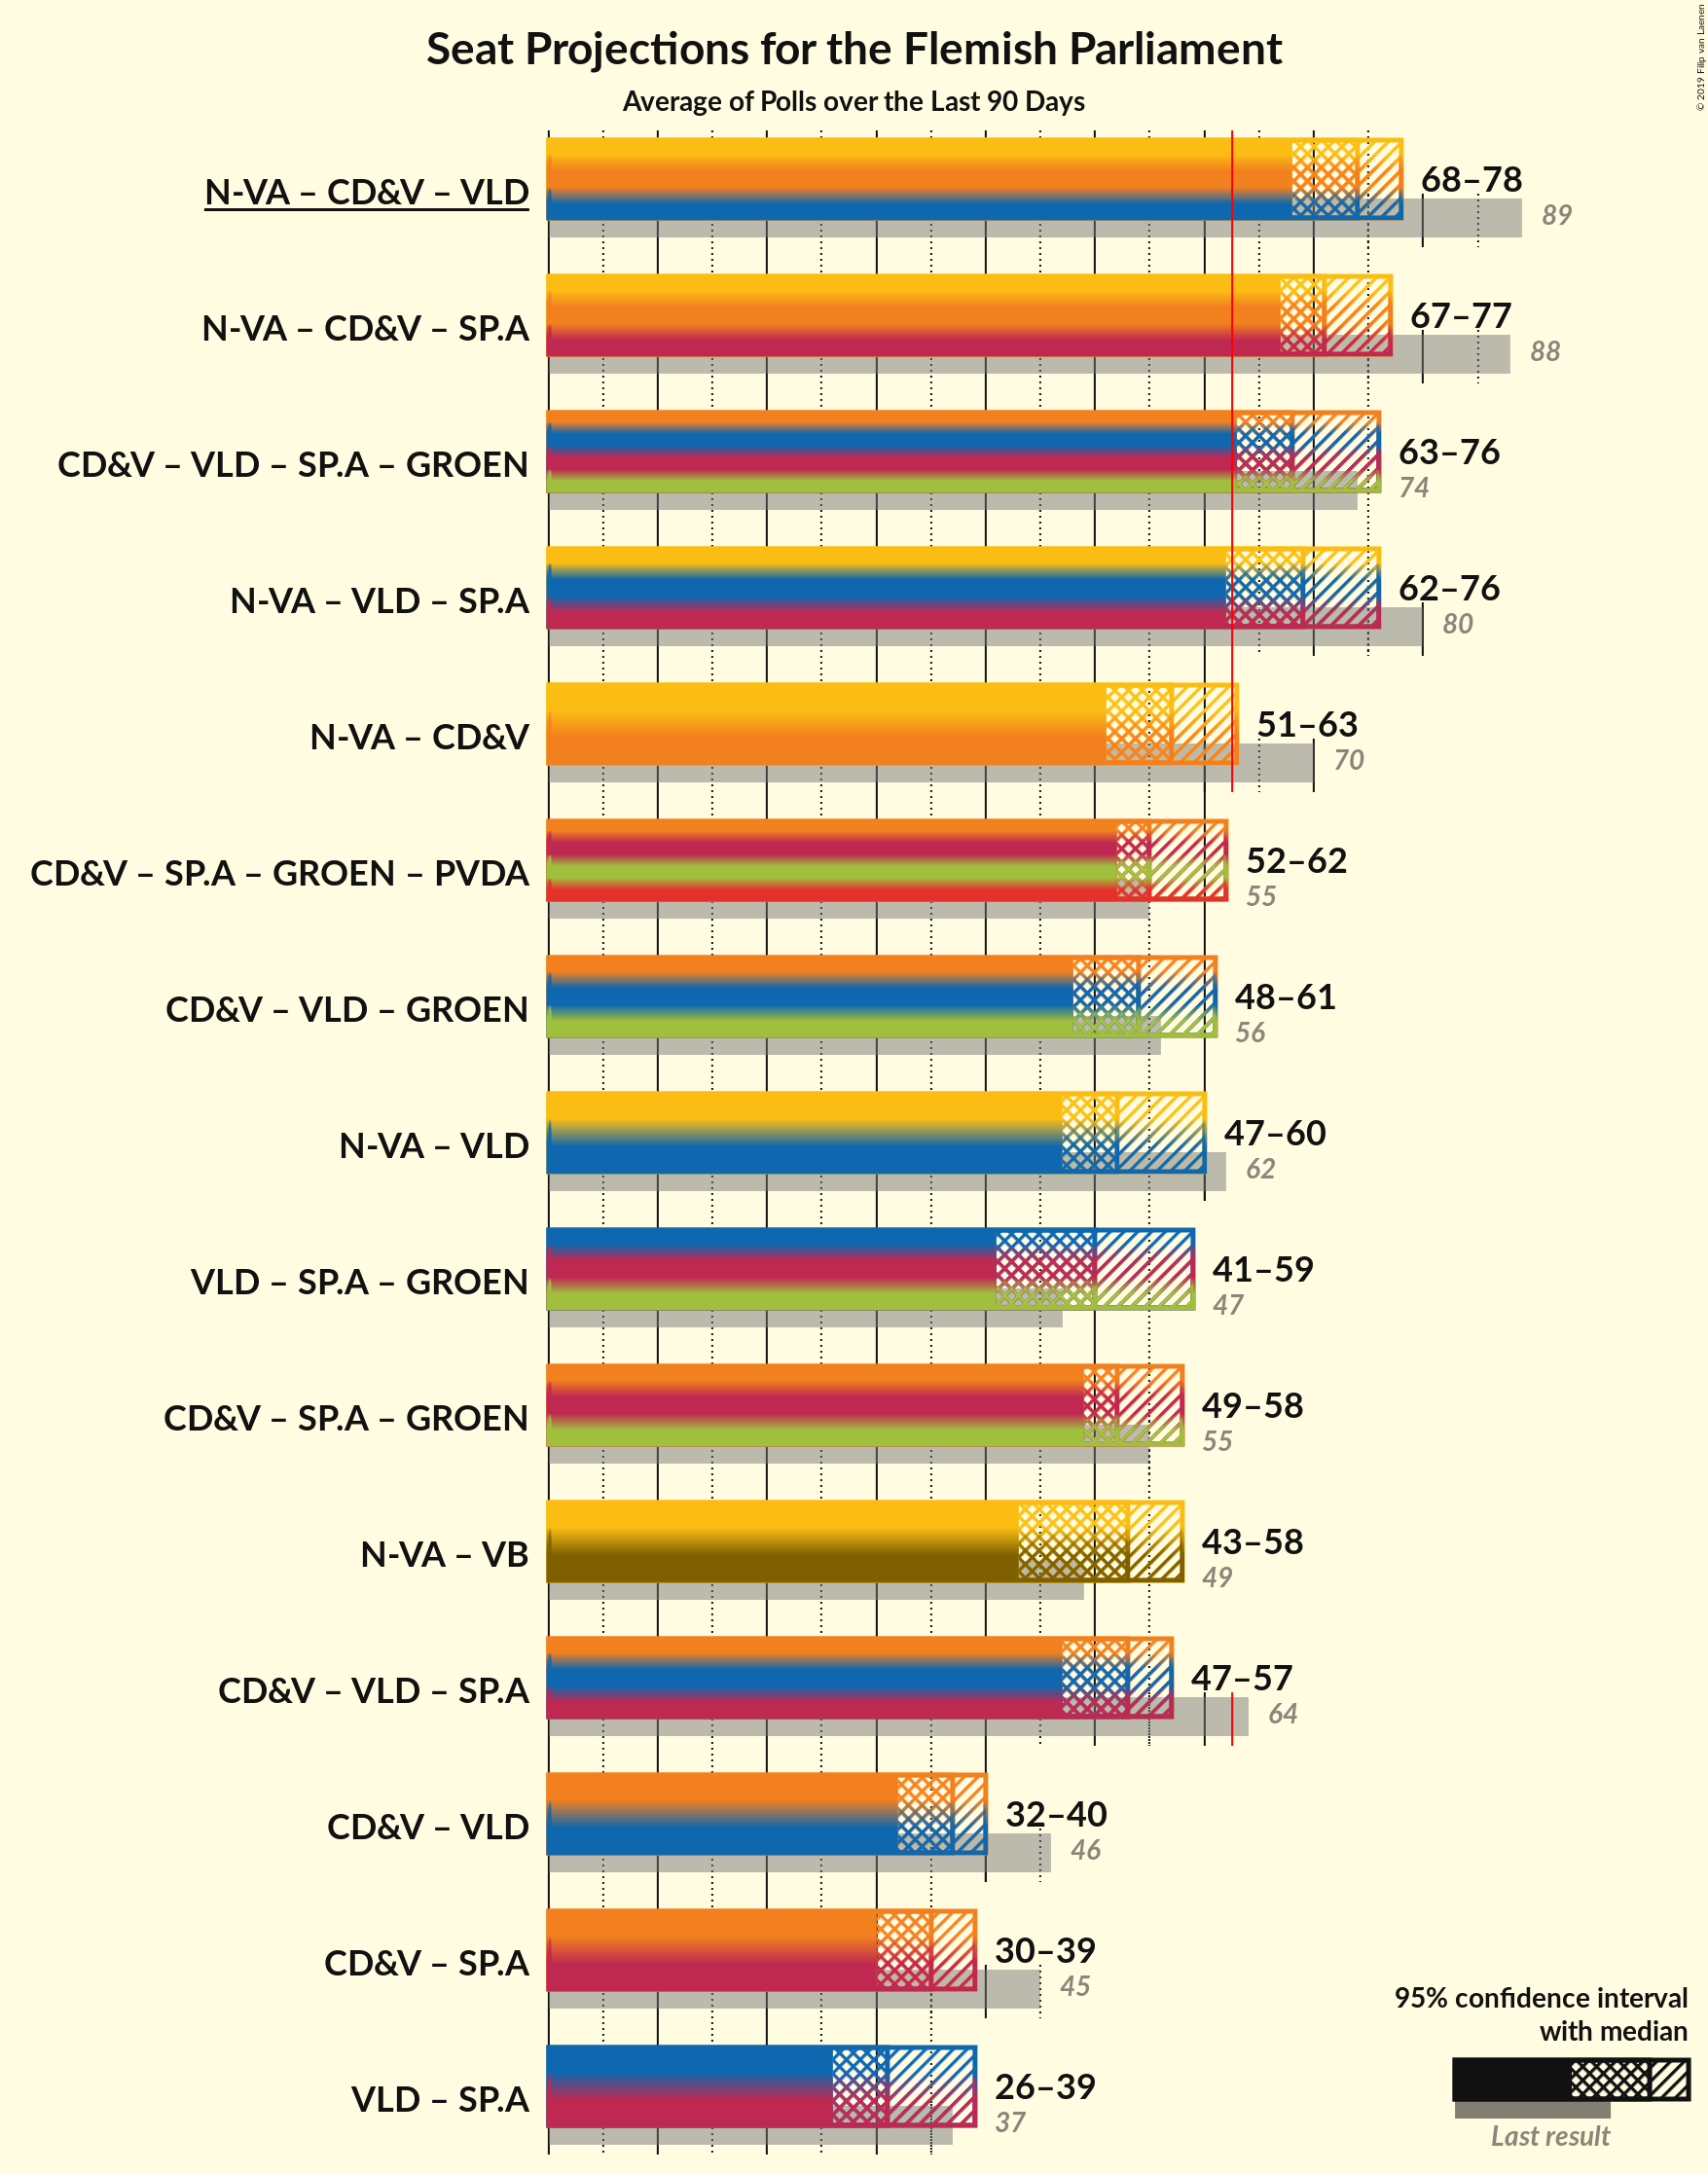 Seat Projections for the Flemish Parliament
Average of Polls over the Last 90 Days
© 2019 Filip van Laenen
N-VA – CD&V – VLD
68–78
89
N-VA – CD&V – SP.A
67–77
88
CD&V – VLD – SP.A – GROEN
63–76
74
N-VA – VLD – SP.A
62–76
80
N-VA – CD&V
51–63
70
CD&V – SP.A – GROEN – PVDA
52–62
55
CD&V – VLD – GROEN
48–61
56
N-VA – VLD
47–60
62
VLD – SP.A – GROEN
41–59
47
CD&V – SP.A – GROEN
49–58
55
N-VA – VB
43–58
49
CD&V – VLD – SP.A
47–57
64
CD&V – VLD
32–40
46
CD&V – SP.A
30–39
45
VLD – SP.A
26–39
37
95% confidence interval
with median
Last result